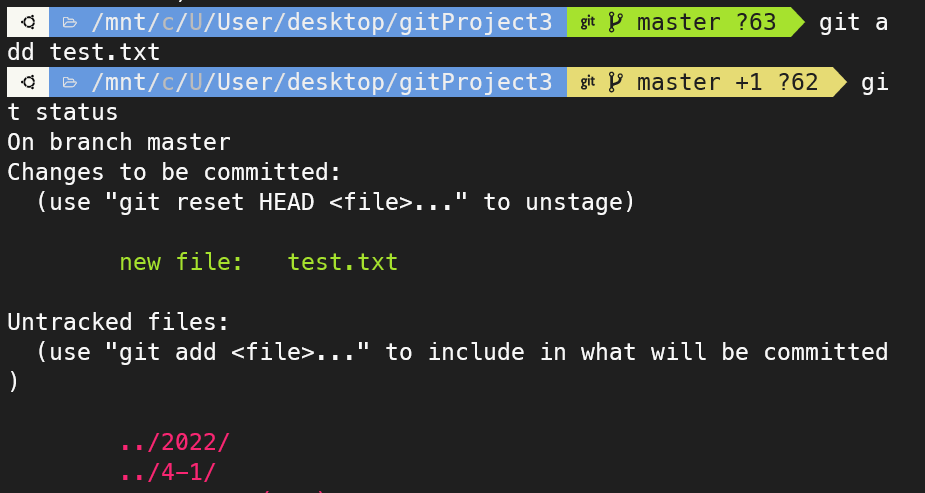 /mnt/c/U/User/desktop/gitProject3 git master ?63 git a
dd test.txt
/mnt/c/U/User/desktop/gitProject3 git master +1 ?62 gi
t status
On branch master
Changes to be committed:
(use "git reset HEAD <file>..." to unstage)
new file: test.txt
Untracked files:
(use "git add <file>..." to include in what will be committed
)
../2022/
../4-1/